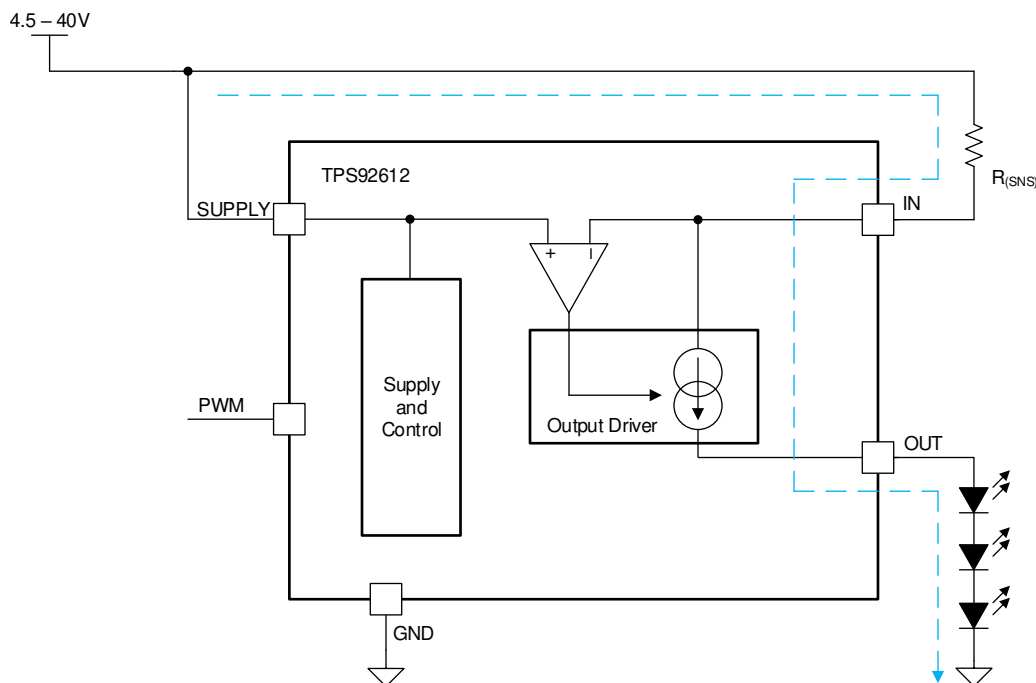 4.5 – 40V
TPS92612
R(SNS)
SUPPLY
IN
+
–
Supply
and
Control
PWM
Output Driver
OUT
GND